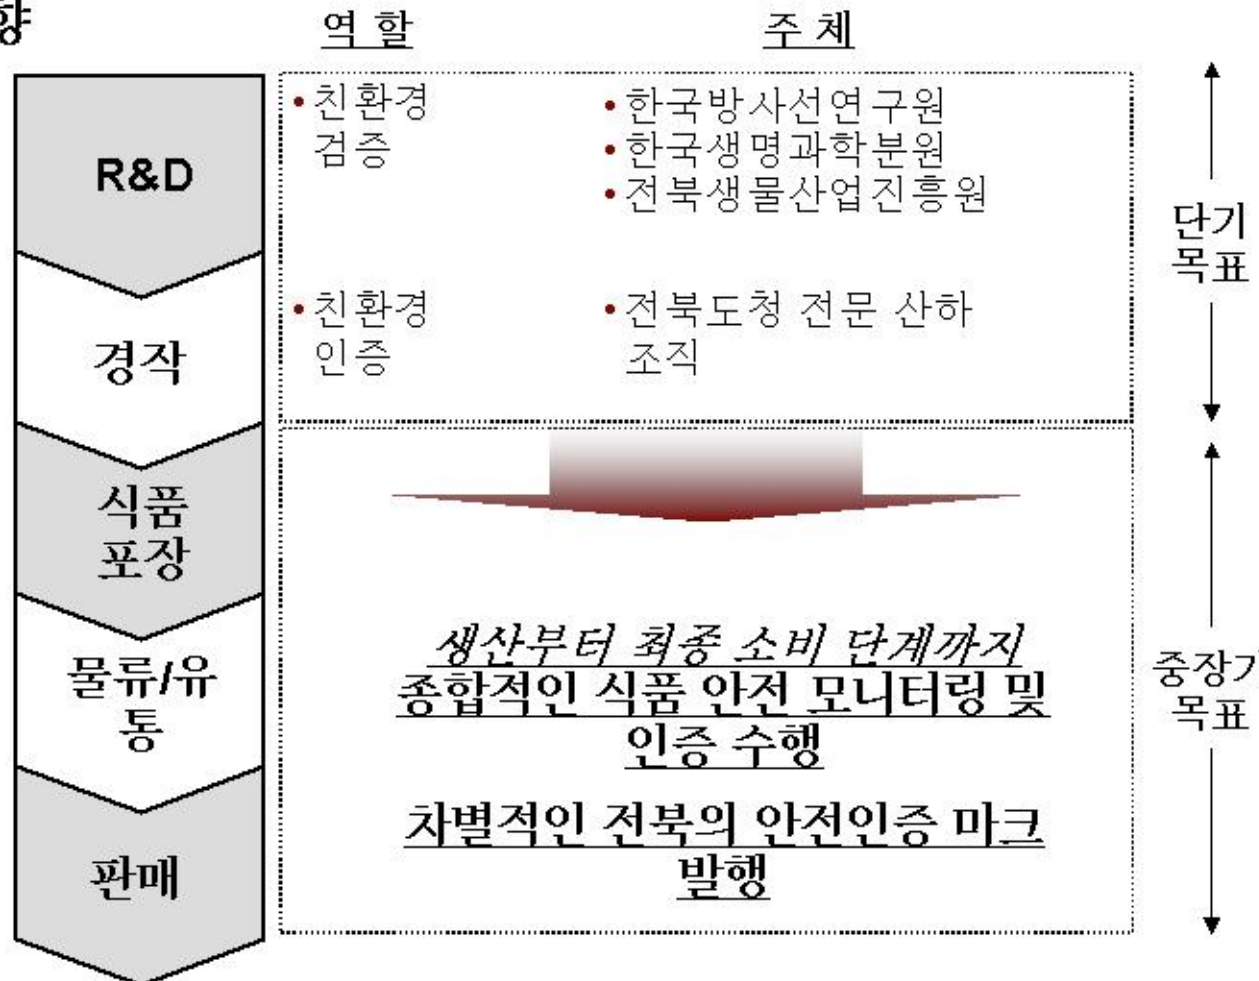 향
역 할
주 체
R&D
• 친환경
검증
• 한국방사선연구원
• 한국생명과학분원
• 전북생물산업진흥원
경작
• 친환경
인증
• 전북도청 전문 산하
조직
단기
목표
식품
포장
물류/유
통
판매
생산부터 최종 소비 단계까지
종합적인 식품 안전 모니터링 및
인증 수행
차별적인 전북의 안전인증 마크
발행
중장기
목표